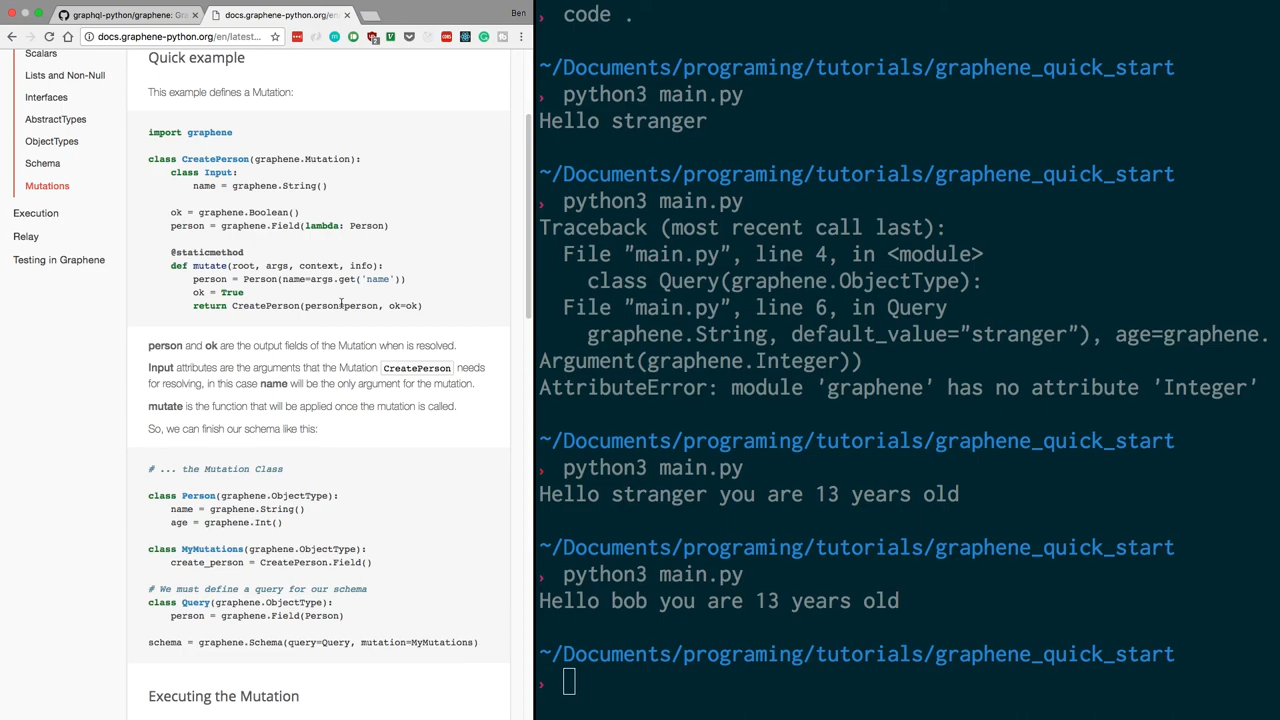 graphql-python/graphene: Gra
docs.graphene-python.org/en/
Ben
docs.graphene-python.org/en/latest...
Scalars
Lists and Non-Null
Interfaces
AbstractTypes
ObjectTypes
Schema
Mutations
Execution
Relay
Testing in Graphene
Quick example
This example defines a Mutation:
import graphene
class CreatePerson(graphene.Mutation):
class Input:
name = graphene.String()
ok = graphene.Boolean()
person = graphene.Field(lambda: Person)
@staticmethod
def mutate(root, args, context, info):
person = Person(name=args.get('name'))
ok = True
return CreatePerson(person=person, ok=ok)
person and ok are the output fields of the Mutation when is resolved.
Input attributes are the arguments that the Mutation CreatePerson needs
for resolving, in this case name will be the only argument for the mutation.
mutate is the function that will be applied once the mutation is called.
So, we can finish our schema like this:
# ... the Mutation Class
class Person(graphene.ObjectType):
name = graphene.String()
age = graphene.Int()
class MyMutations(graphene.ObjectType):
create_person = CreatePerson.Field()
# We must define a query for our schema
class Query(graphene.ObjectType):
person = graphene.Field(Person)
schema = graphene.Schema(query=Query, mutation=MyMutations)
Executing the Mutation
› code .
~/Documents/programing/tutorials/graphene_quick_start
› python3 main.py
Hello stranger
~/Documents/programing/tutorials/graphene_quick_start
› python3 main.py
Traceback (most recent call last):
File "main.py", line 4, in <module>
class Query(graphene.ObjectType):
File "main.py", line 6, in Query
graphene.String, default_value="stranger"), age=graphene.
Argument(graphene.Integer))
AttributeError: module 'graphene' has no attribute 'Integer'
~/Documents/programing/tutorials/graphene_quick_start
› python3 main.py
Hello stranger you are 13 years old
~/Documents/programing/tutorials/graphene_quick_start
› python3 main.py
Hello bob you are 13 years old
~/Documents/programing/tutorials/graphene_quick_start
›